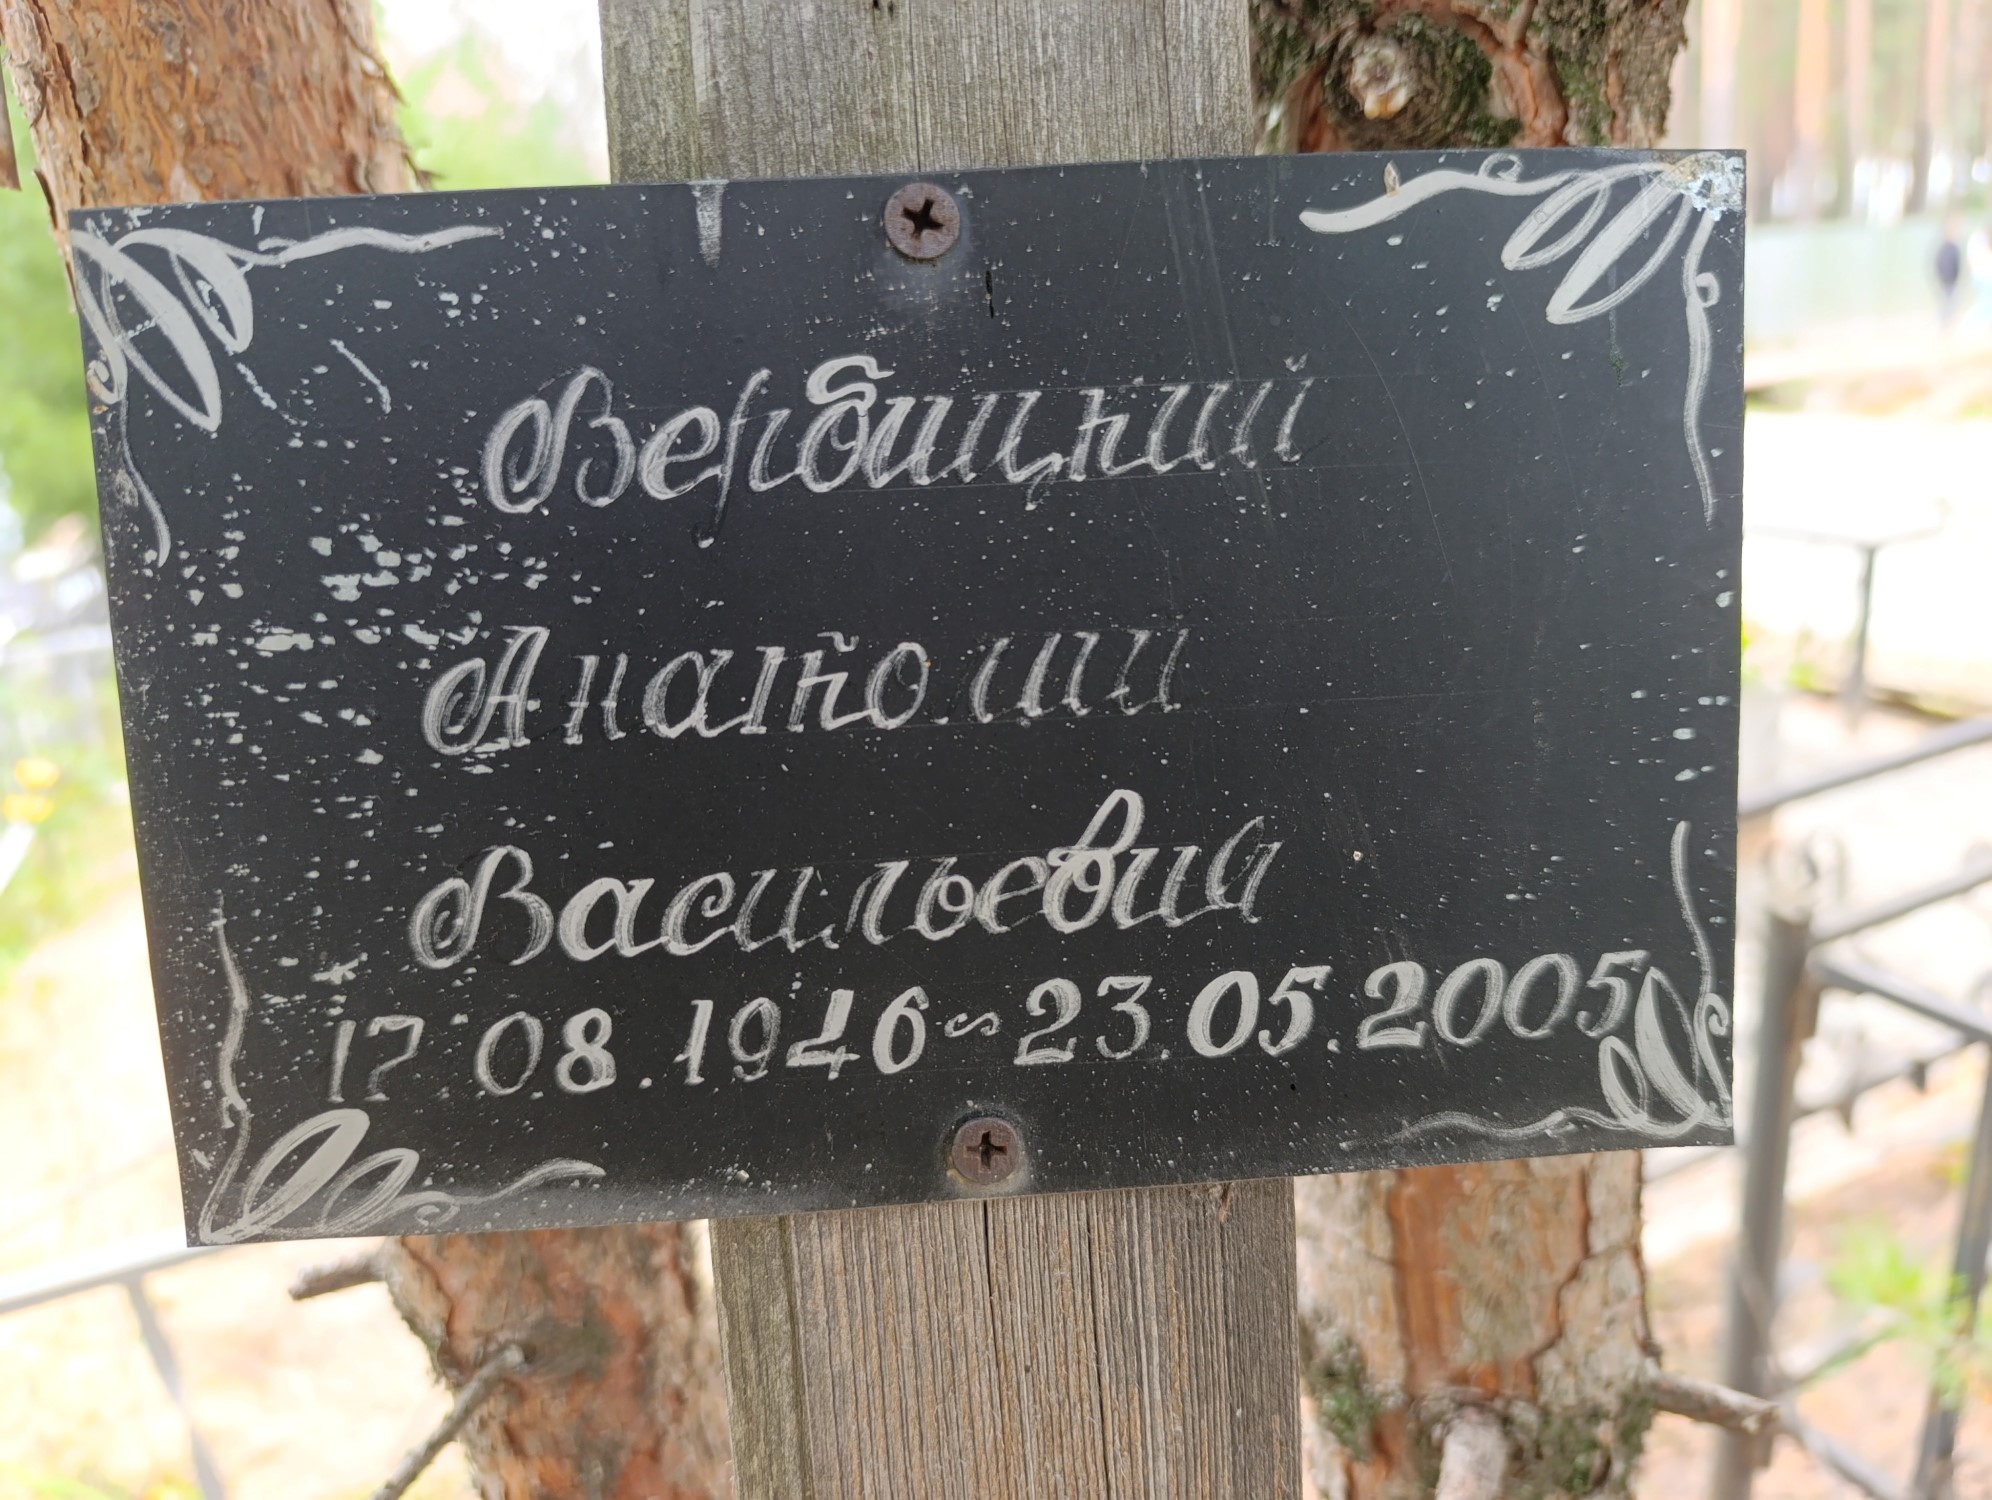 Вербицкий
Анатолий
Васильевич
17.08.1946~23.05.2005